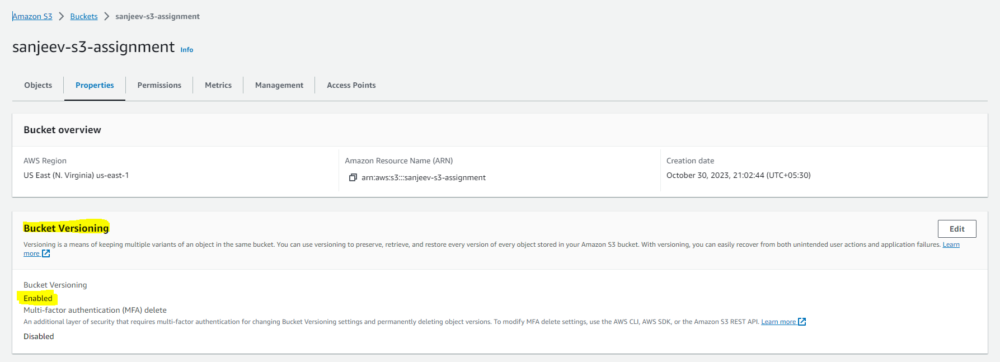 Amazon S3 > Buckets > sanjeev-s3-assignment
sanjeev-s3-assignment Info
Objects Properties Permissions Metrics Management Access Points
Bucket overview
AWS Region
US East (N. Virginia) us-east-1
Amazon Resource Name (ARN)
arn:aws:s3:::sanjeev-s3-assignment
Creation date
October 30, 2023, 21:02:44 (UTC+05:30)
Bucket Versioning
Edit
Versioning is a means of keeping multiple variants of an object in the same bucket. You can use versioning to preserve, retrieve, and restore every version of every object stored in your Amazon S3 bucket. With versioning, you can easily recover from both unintended user actions and application failures. Learn
more
Bucket Versioning
Enabled
Multi-factor authentication (MFA) delete
An additional layer of security that requires multi-factor authentication for changing Bucket Versioning settings and permanently deleting object versions. To modify MFA delete settings, use the AWS CLI, AWS SDK, or the Amazon S3 REST API. Learn more
Disabled